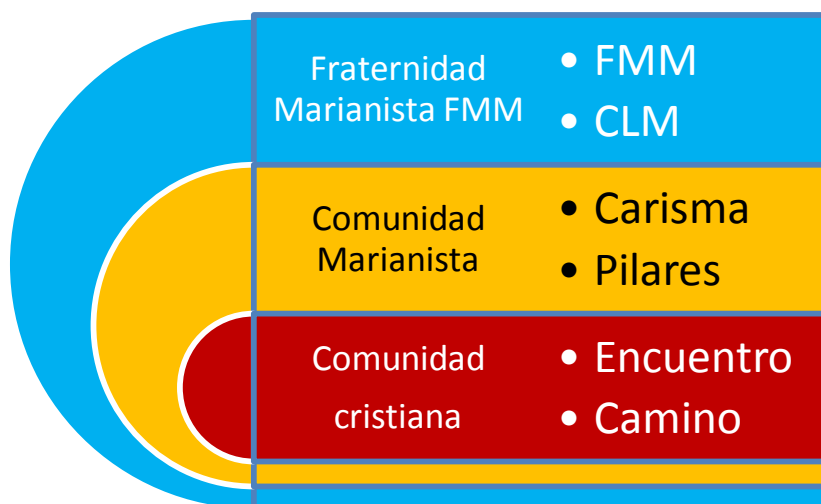 Fraternidad
Marianista FMM
• FMM
• CLM
Comunidad
Marianista
• Carisma
• Pilares
Comunidad
cristiana
• Encuentro
• Camino